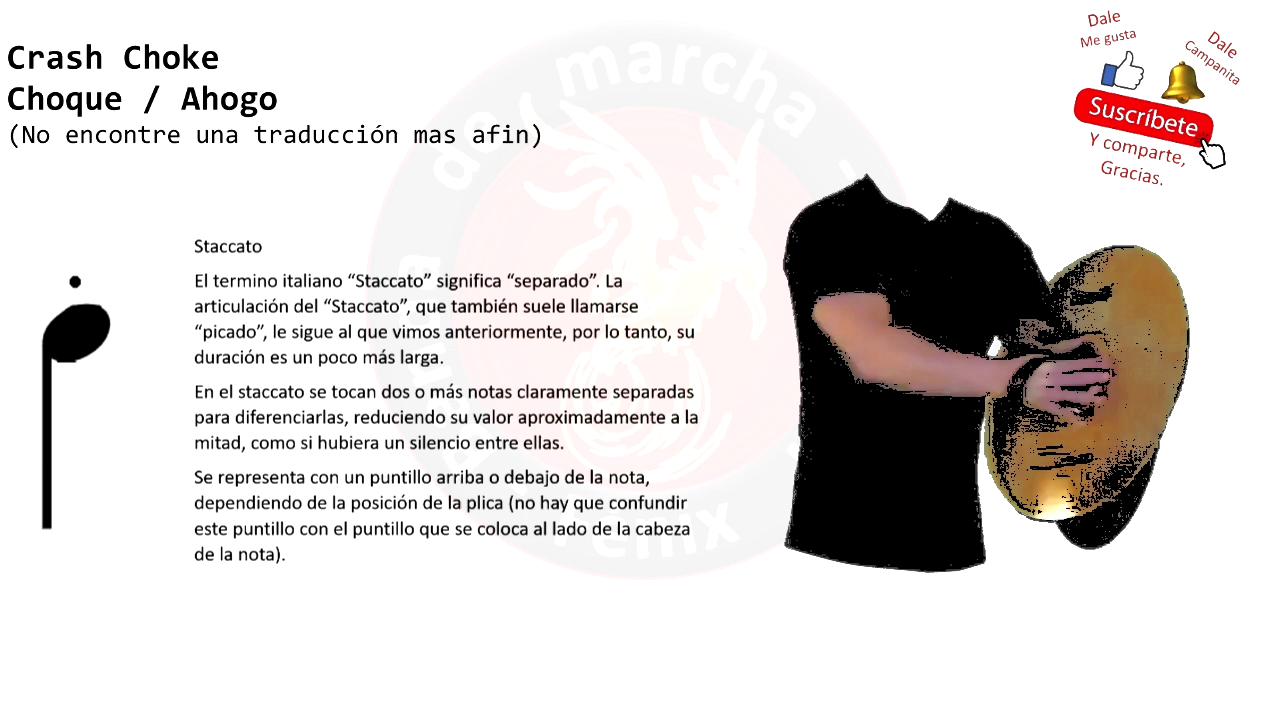 Crash Choke
Choque / Ahogo
(No encontre una traducción mas afin)
Dale
Me gusta
Dale
Campanita
Suscríbete
Y comparte,
Gracias.
Staccato
El termino italiano “Staccato” significa “separado”. La
articulación del “Staccato”, que también suele llamarse
“picado”, le sigue al que vimos anteriormente, por lo tanto, su
duración es un poco más larga.
En el staccato se tocan dos o más notas claramente separadas
para diferenciarlas, reduciendo su valor aproximadamente a la
mitad, como si hubiera un silencio entre ellas.
Se representa con un puntillo arriba o debajo de la nota,
dependiendo de la posición de la plica (no hay que confundir
este puntillo con el puntillo que se coloca al lado de la cabeza
de la nota).
marcha